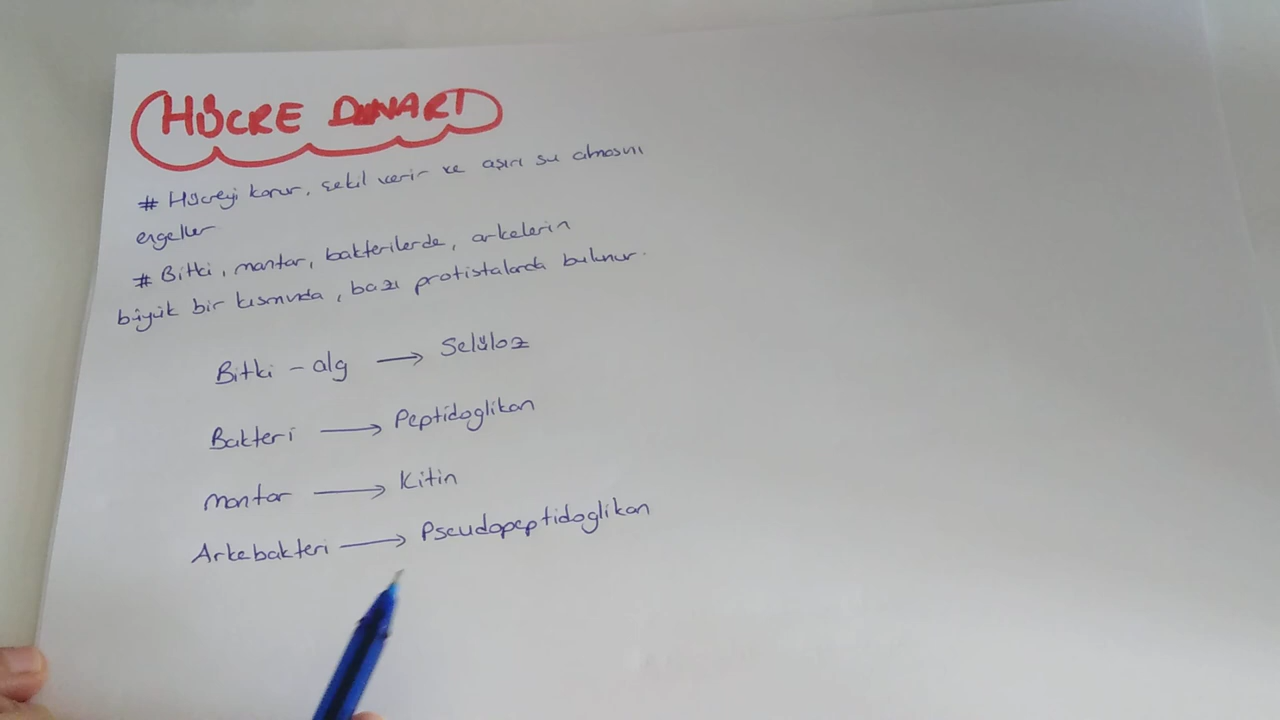 HÜCRE DUVARI
# Hücreyi korur, şekil verir ve aşırı su almasını
engeller
# Bitki, mantar, bakterilerde, arkelerin
büyük bir kısmında, bazı protistalarda bulunur.
Bitki - alg → Selüloz
Bakteri → Peptidoglikan
mantar → Kitin
Arkebakteri → Pseudopeptidoglikan